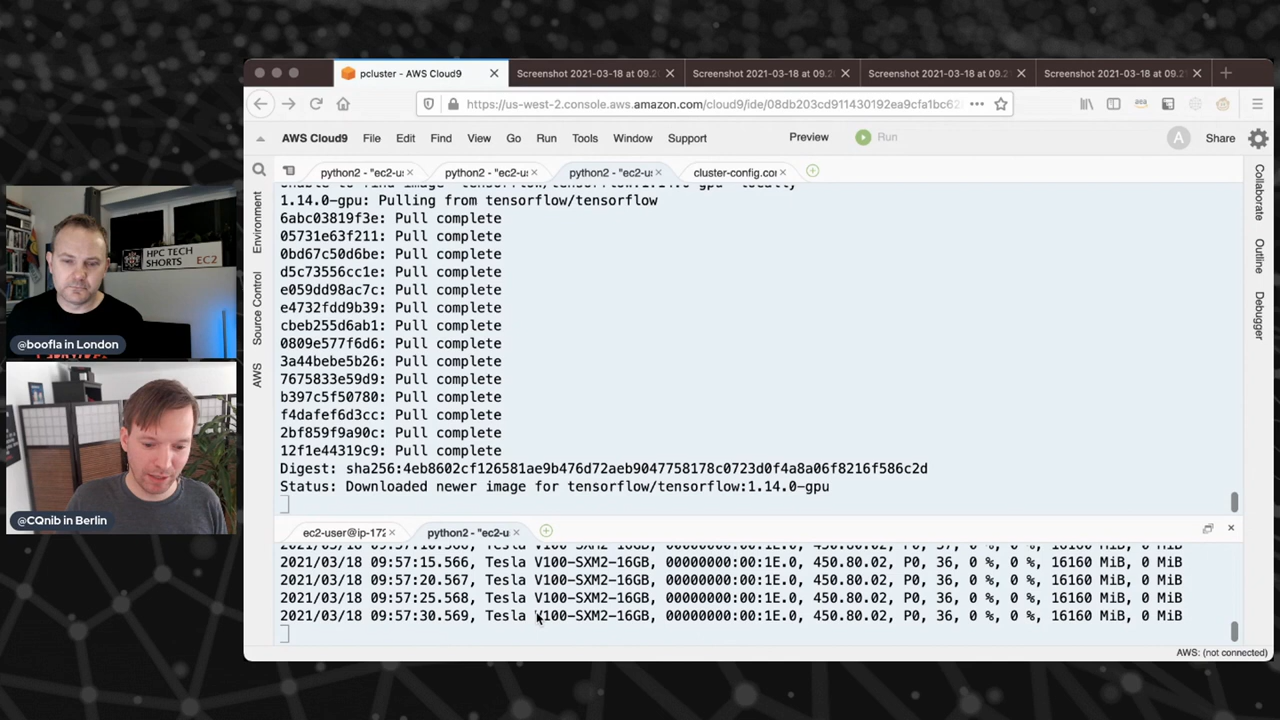 pcluster - AWS Cloud9
Screenshot 2021-03-18 at 09.2
Screenshot 2021-03-18 at 09.2
Screenshot 2021-03-18 at 09.2
Screenshot 2021-03-18 at 09.2
https://us-west-2.console.aws.amazon.com/cloud9/ide/08db203cd911430192ea9cfa1bc62
AWS Cloud9 File Edit Find View Go Run Tools Window Support Preview Run A Share
python2 - "ec2-u: python2 - "ec2-u: python2 - "ec2-u: cluster-config.con
Environment
Source Control
AWS
Collaborate
Outline
Debugger
1.14.0-gpu: Pulling from tensorflow/tensorflow
6abc03819f3e: Pull complete
05731e63f211: Pull complete
0bd67c50d6be: Pull complete
d5c73556cc1e: Pull complete
e059dd98ac7c: Pull complete
e4732fdd9b39: Pull complete
cbeb255d6ab1: Pull complete
0809e577f6d6: Pull complete
3a44bebe5b26: Pull complete
7675833e59d9: Pull complete
b397c5f50780: Pull complete
f4dafef6d3cc: Pull complete
2bf859f9a90c: Pull complete
12f1e44319c9: Pull complete
Digest: sha256:4eb8602cf126581ae9b476d72aeb9047758178c0723d0f4a8a06f8216f586c2d
Status: Downloaded newer image for tensorflow/tensorflow:1.14.0-gpu
ec2-user@ip-172 python2 - "ec2-u:
2021/03/18 09:57:15.566, Tesla V100-SXM2-16GB, 00000000:00:1E.0, 450.80.02, P0, 36, 0 %, 0 %, 16160 MiB, 0 MiB
2021/03/18 09:57:20.567, Tesla V100-SXM2-16GB, 00000000:00:1E.0, 450.80.02, P0, 36, 0 %, 0 %, 16160 MiB, 0 MiB
2021/03/18 09:57:25.568, Tesla V100-SXM2-16GB, 00000000:00:1E.0, 450.80.02, P0, 36, 0 %, 0 %, 16160 MiB, 0 MiB
2021/03/18 09:57:30.569, Tesla V100-SXM2-16GB, 00000000:00:1E.0, 450.80.02, P0, 36, 0 %, 0 %, 16160 MiB, 0 MiB
AWS: (not connected)
HPC TECH
SHORTS EC2
@boofla in London
@CQnib in Berlin